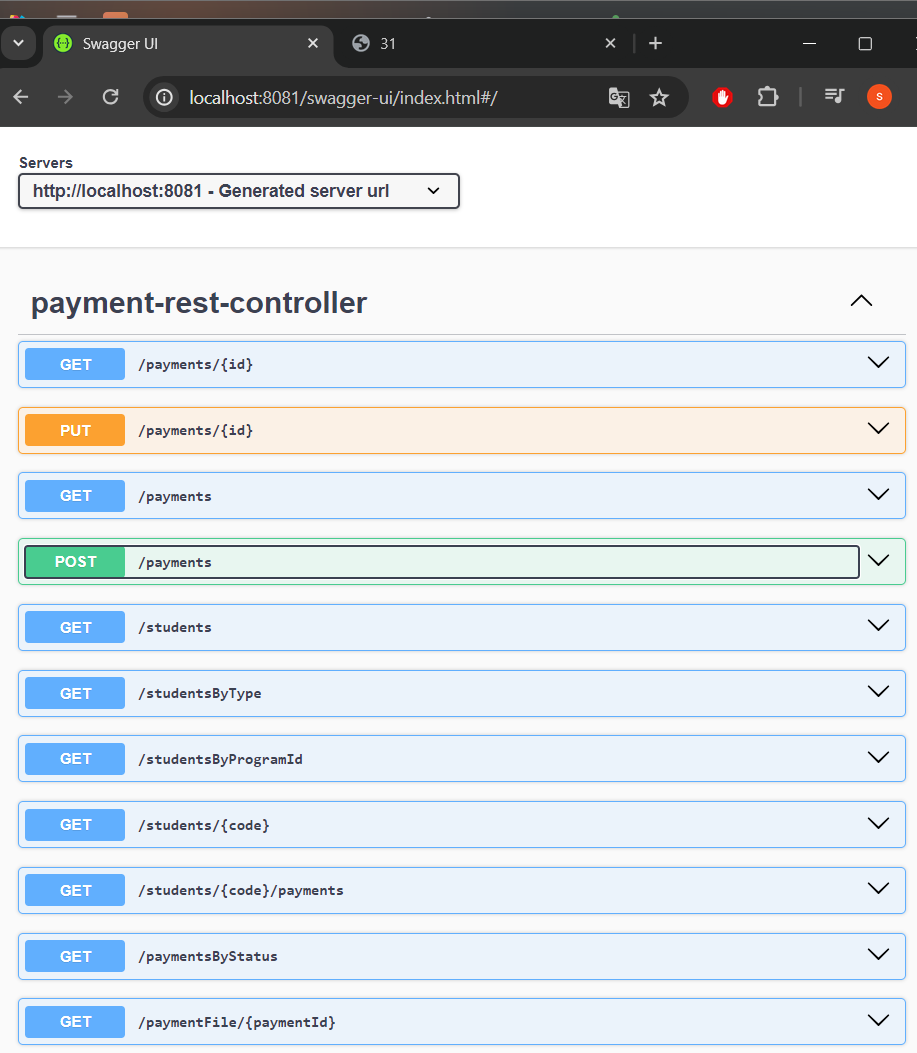 Swagger UI
31
localhost:8081/swagger-ui/index.html#/
S
Servers
http://localhost:8081 - Generated server url
payment-rest-controller
GET /payments/{id}
PUT /payments/{id}
GET /payments
POST /payments
GET /students
GET /studentsByType
GET /studentsByProgramId
GET /students/{code}
GET /students/{code}/payments
GET /paymentsByStatus
GET /paymentFile/{paymentId}